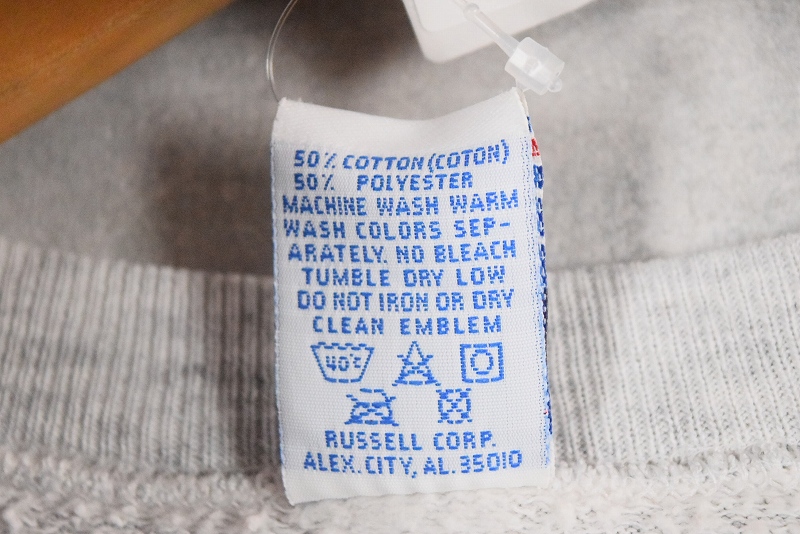 50% COTTON (COTON)
50% POLYESTER
MACHINE WASH WARM
WASH COLORS SEP-
ARATELY. NO BLEACH
TUMBLE DRY LOW
DO NOT IRON OR DRY
CLEAN EMBLEM
40°C
RUSSELL CORP.
ALEX. CITY, AL. 35010